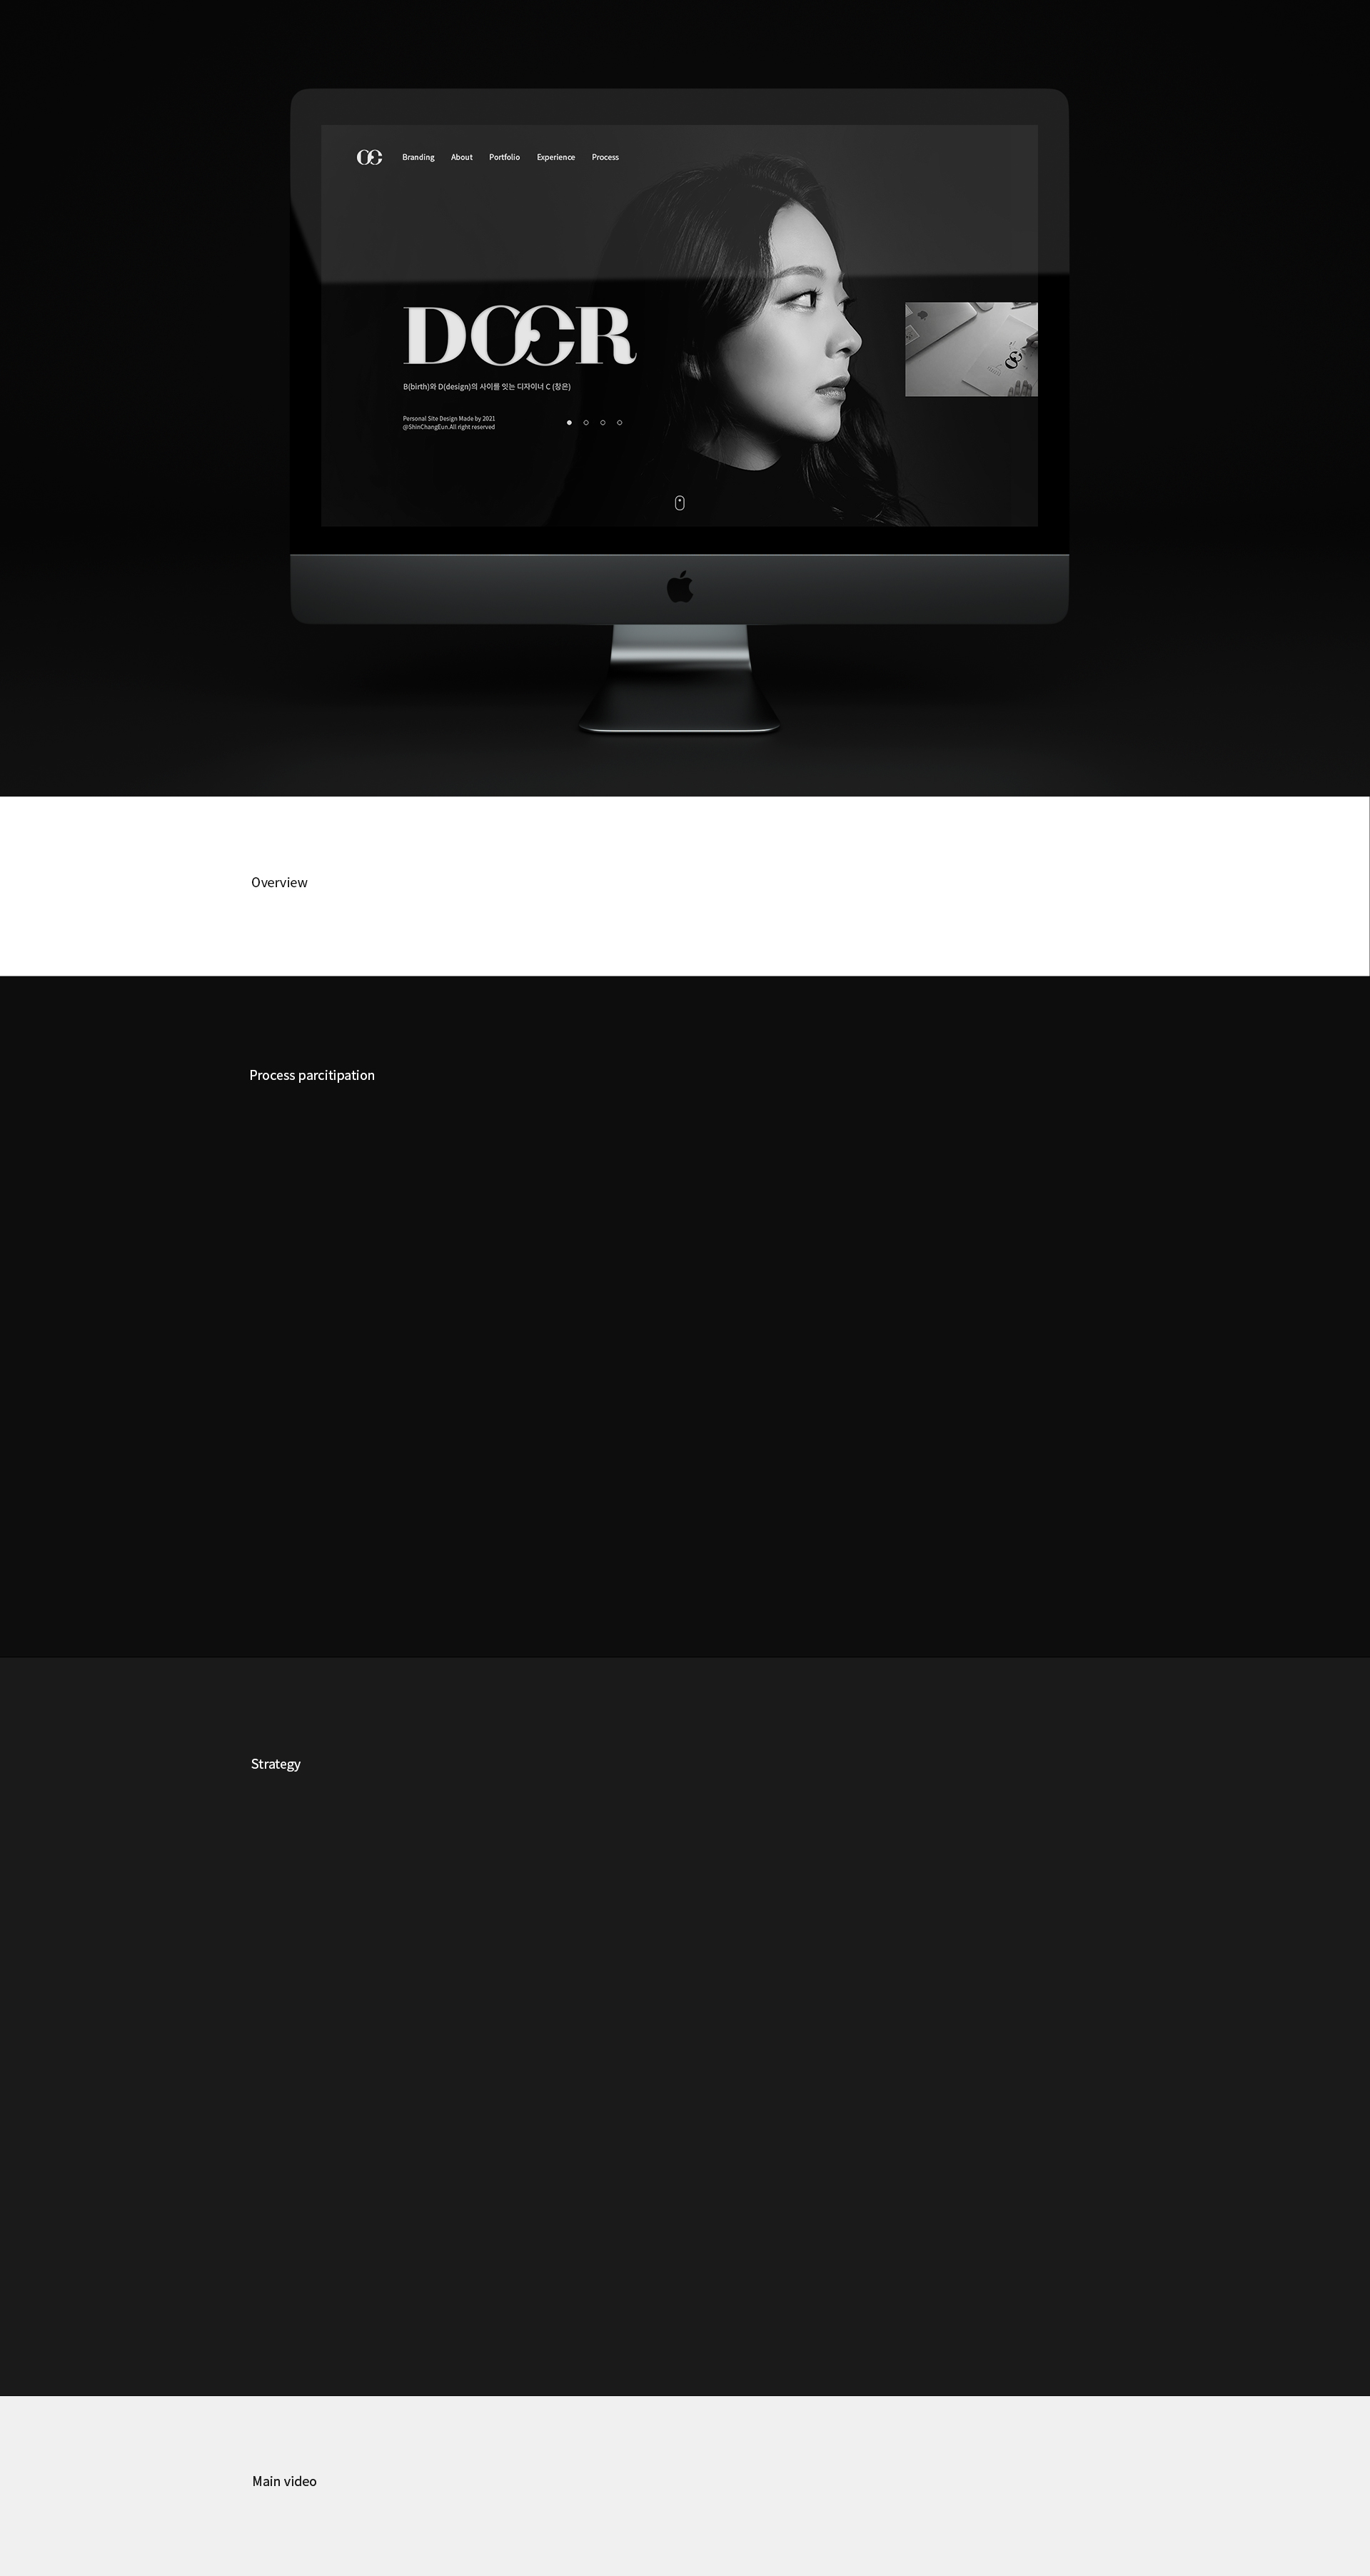 Branding About Portfolio Experience Process
DOOR
B(birth)와 D(design)의 사이를 잇는 디자이너 C (창은)
Personal Site Design Made by 2021
@ShinChangEun.All right reserved
Overview
Process parcitipation
Strategy
Main video